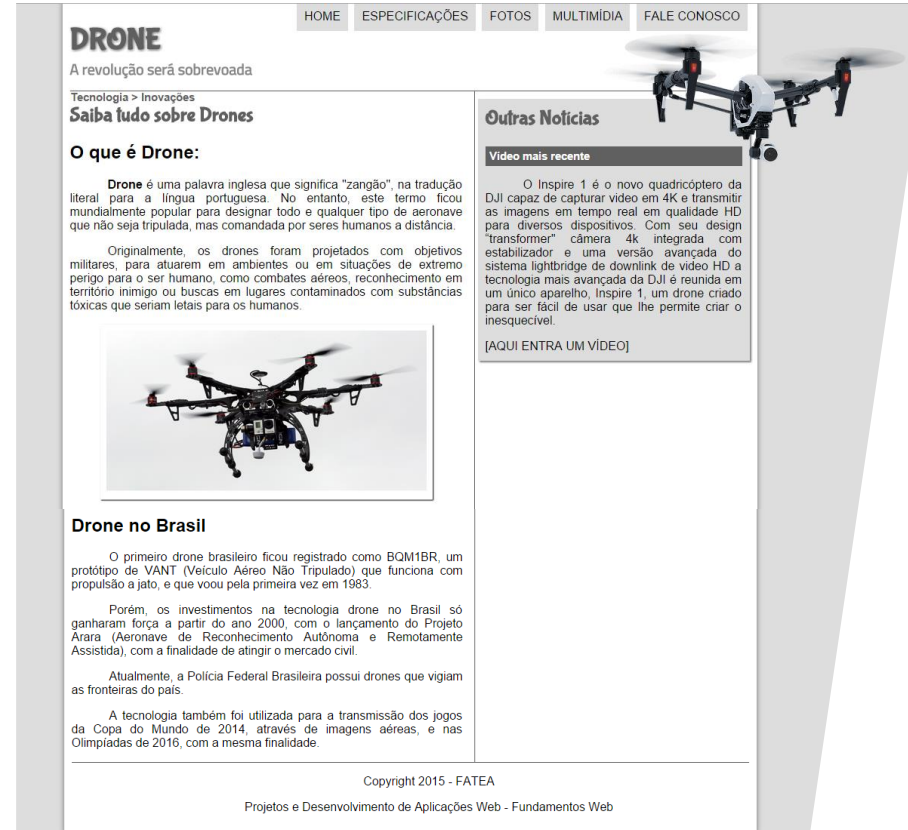 HOME ESPECIFICAÇÕES FOTOS MULTIMÍDIA FALE CONOSCO
DRONE
A revolução será sobrevoada
Tecnologia > Inovações
Saiba tudo sobre Drones
O que é Drone:
Drone é uma palavra inglesa que significa "zangão", na tradução
literal para a língua portuguesa. No entanto, este termo ficou
mundialmente popular para designar todo e qualquer tipo de aeronave
que não seja tripulada, mas comandada por seres humanos a distância.
Originalmente, os drones foram projetados com objetivos
militares, para atuarem em ambientes ou em situações de extremo
perigo para o ser humano, como combates aéreos, reconhecimento em
território inimigo ou buscas em lugares contaminados com substâncias
tóxicas que seriam letais para os humanos.
Drone no Brasil
O primeiro drone brasileiro ficou registrado como BQM1BR, um
protótipo de VANT (Veículo Aéreo Não Tripulado) que funciona com
propulsão a jato, e que voou pela primeira vez em 1983.
Porém, os investimentos na tecnologia drone no Brasil só
ganharam força a partir do ano 2000, com o lançamento do Projeto
Arara (Aeronave de Reconhecimento Autônoma e Remotamente
Assistida), com a finalidade de atingir o mercado civil.
Atualmente, a Polícia Federal Brasileira possui drones que vigiam
as fronteiras do país.
A tecnologia também foi utilizada para a transmissão dos jogos
da Copa do Mundo de 2014, através de imagens aéreas, e nas
Olimpíadas de 2016, com a mesma finalidade.
Outras Notícias
Video mais recente
O Inspire 1 é o novo quadricóptero da
DJI capaz de capturar video em 4K e transmitir
as imagens em tempo real em qualidade HD
para diversos dispositivos. Com seu design
"transformer" câmera 4k integrada com
estabilizador e uma versão avançada do
sistema lightbridge de downlink de video HD a
tecnologia mais avançada da DJI é reunida em
um único aparelho, Inspire 1, um drone criado
para ser fácil de usar que lhe permite criar o
inesquecível.
[AQUI ENTRA UM VÍDEO]
Copyright 2015 - FATEA
Projetos e Desenvolvimento de Aplicações Web - Fundamentos Web